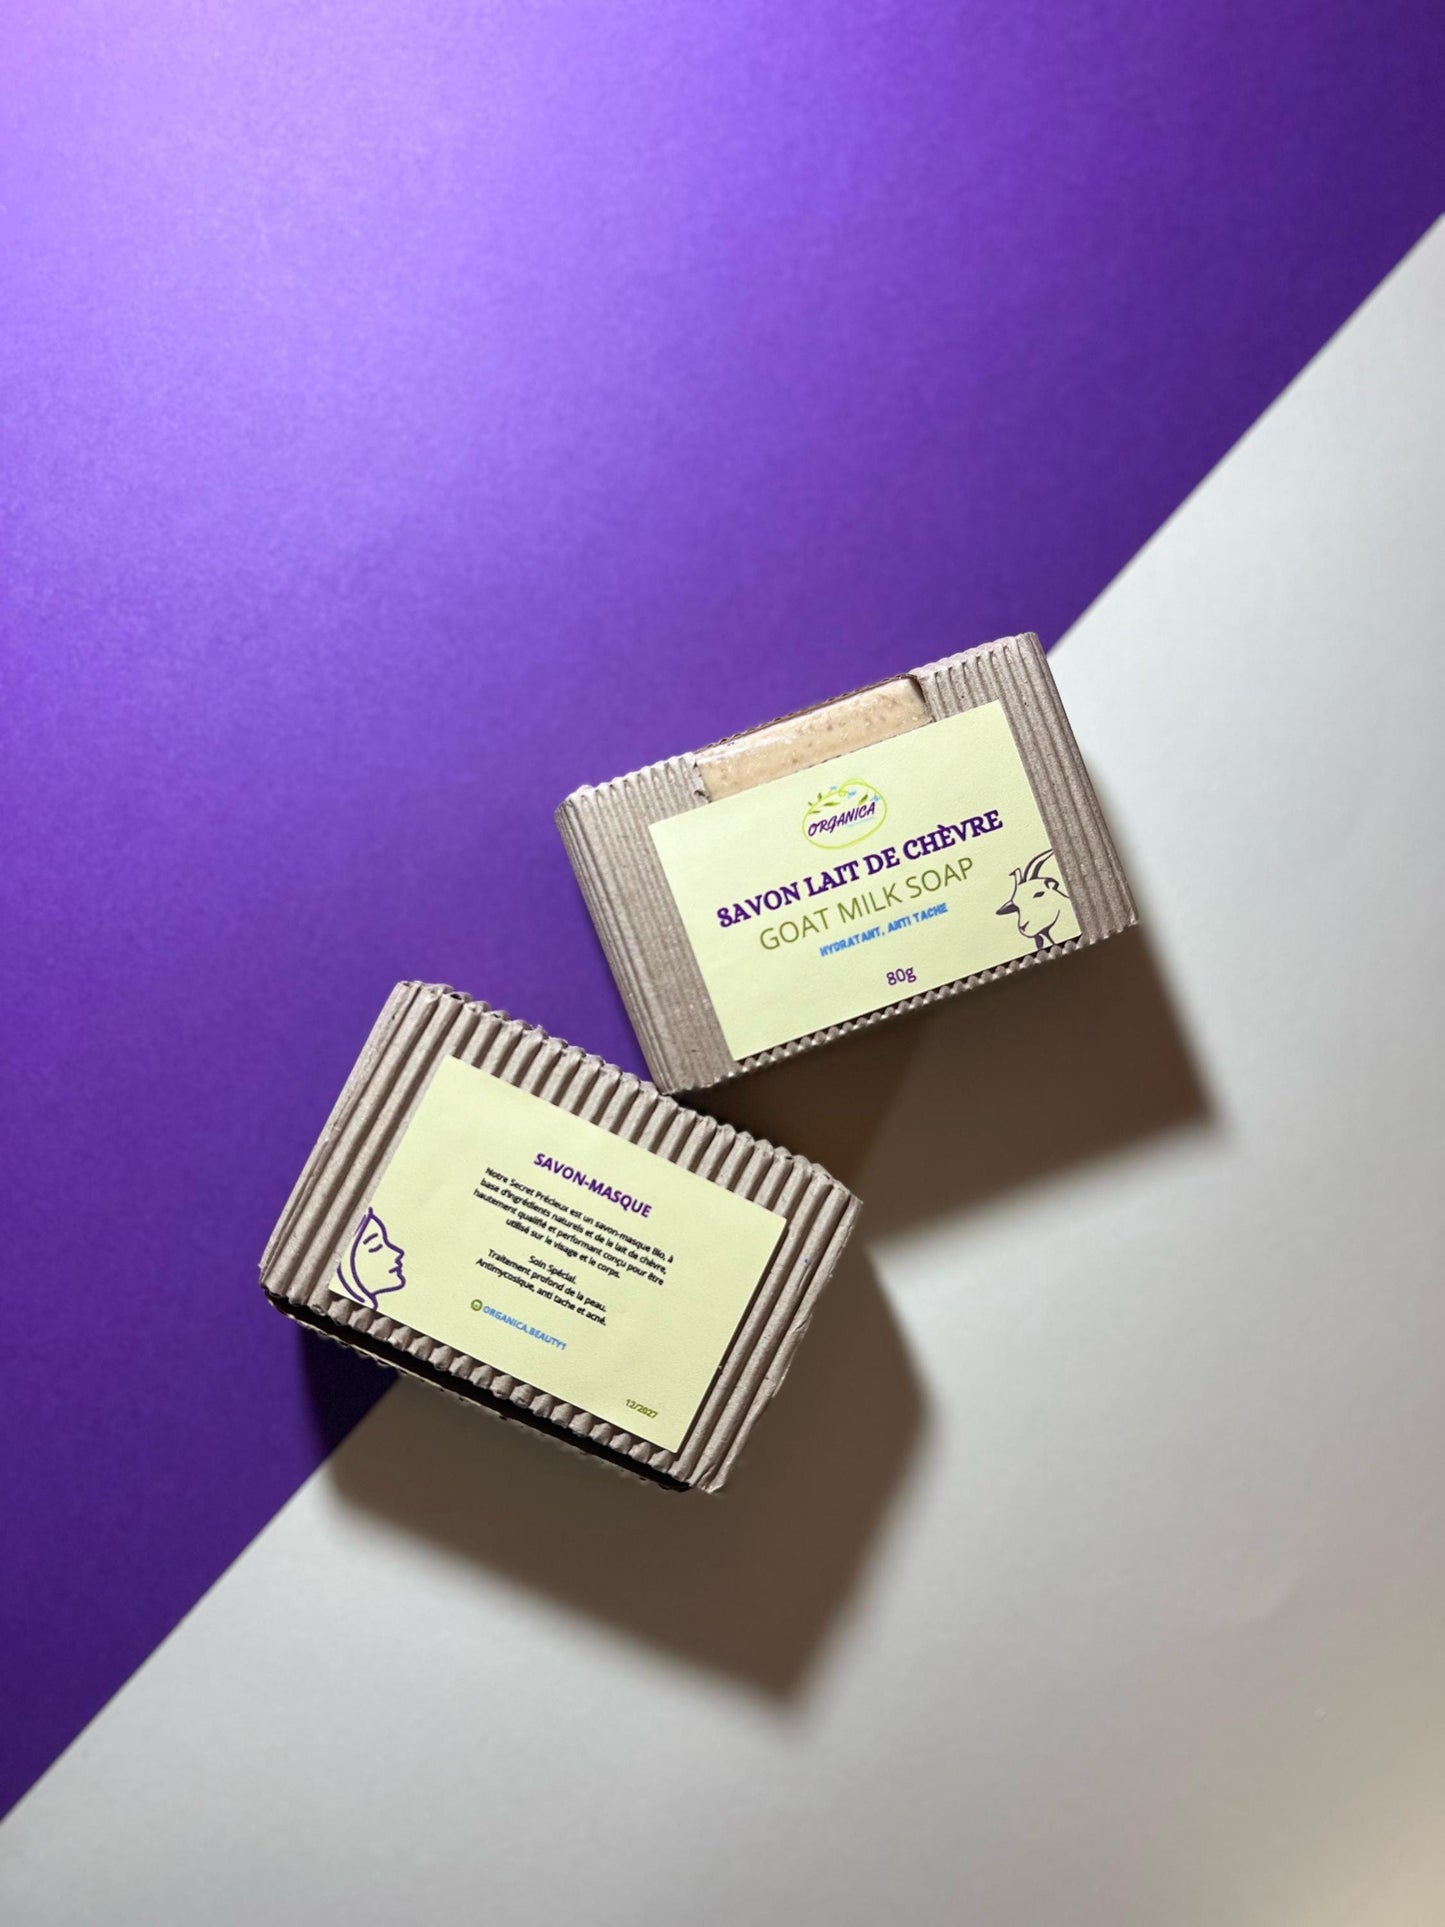 ORGANICA
SAVON LAIT DE CHÈVRE
GOAT MILK SOAP
HYDRATANT, ANTI TACHE
80g
SAVON-MASQUE
Notre Secret Précieux est un savon-masque Bio, à
base d'ingrédients naturels et de le lait de chèvre,
hautement qualifié et performant conçu pour être
utilisé sur le visage et le corps.
Soin Spécial.
Traitement profond de la peau.
Antimycosique, anti tache et acné.
ORGANICA.BEAUTY1
12/2027